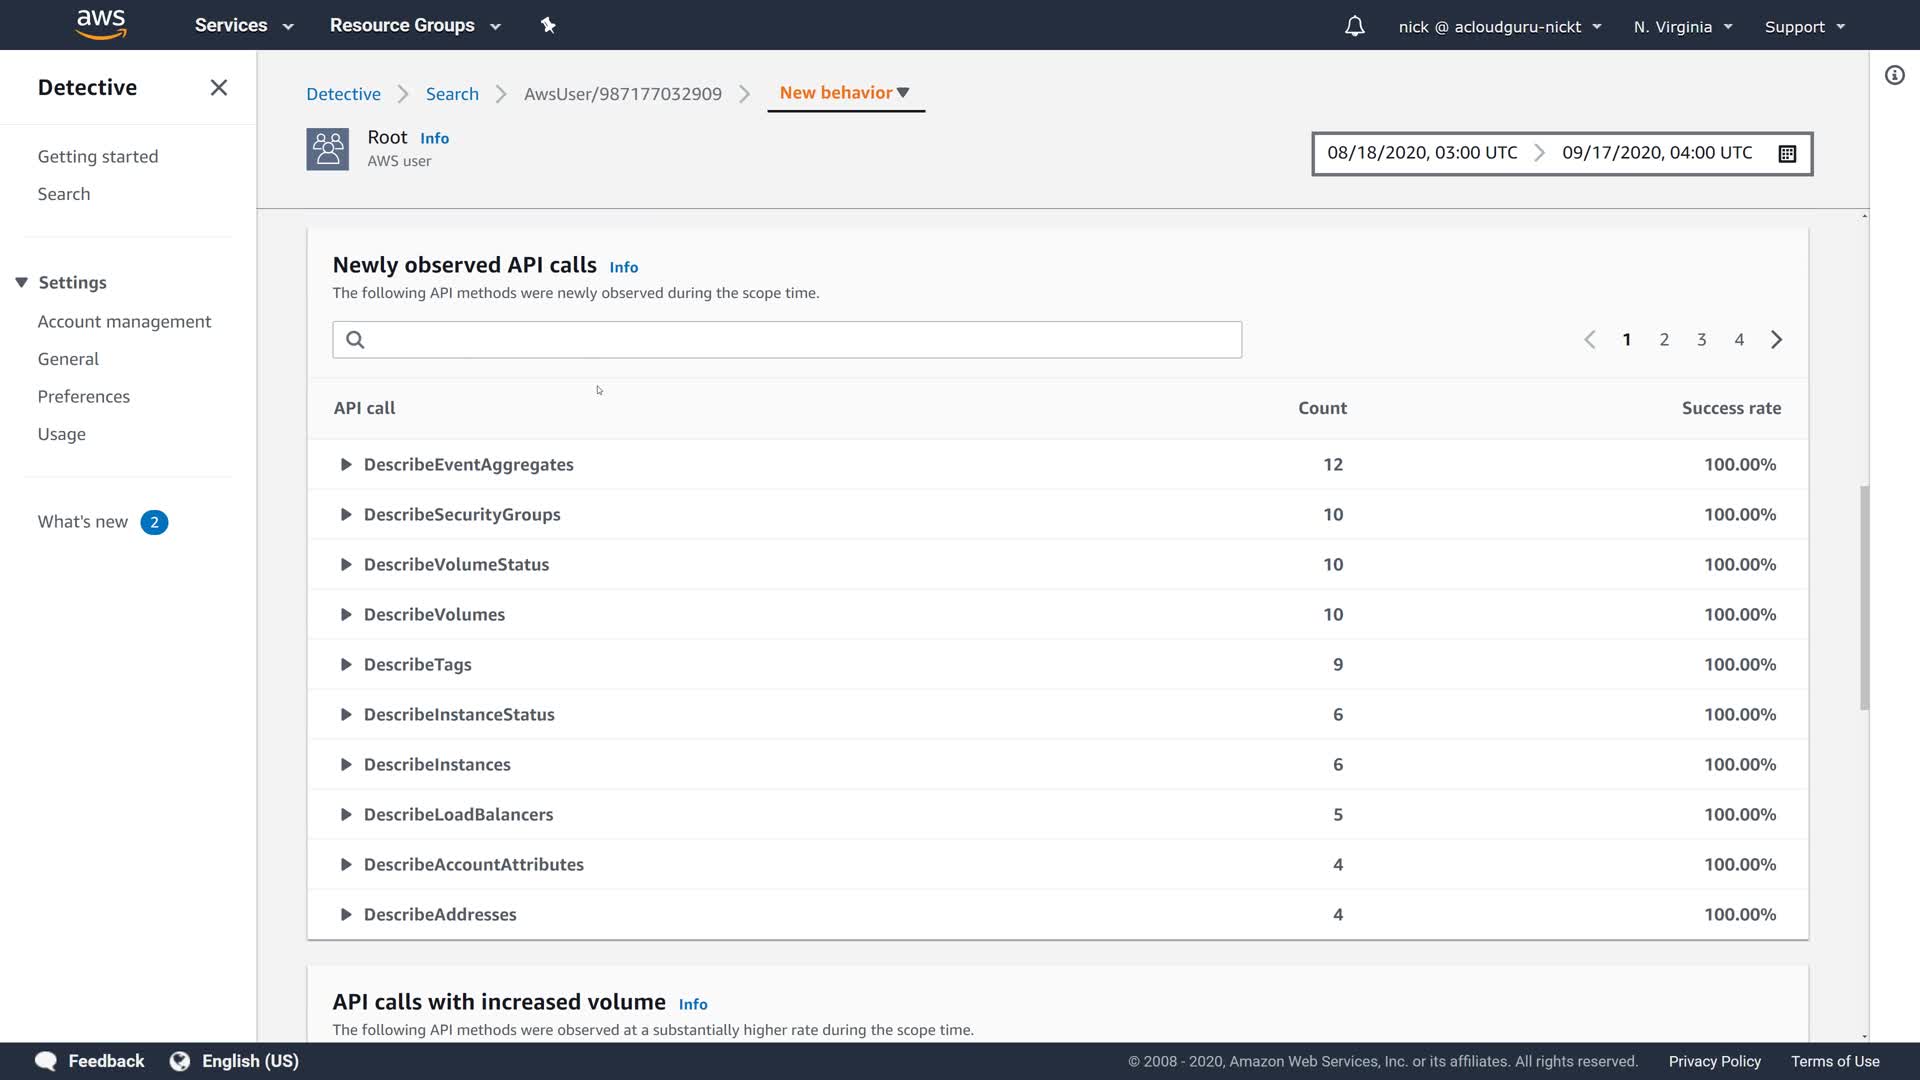 aws Services Resource Groups nick @ acloudguru-nickt N. Virginia Support
Detective
Getting started
Search
Settings
Account management
General
Preferences
Usage
What's new 2
Detective Search AwsUser/987177032909 New behavior
Root Info
AWS user
08/18/2020, 03:00 UTC 09/17/2020, 04:00 UTC
Newly observed API calls Info
The following API methods were newly observed during the scope time.
1 2 3 4
API call Count Success rate
DescribeEventAggregates 12 100.00%
DescribeSecurityGroups 10 100.00%
DescribeVolumeStatus 10 100.00%
DescribeVolumes 10 100.00%
DescribeTags 9 100.00%
DescribeInstanceStatus 6 100.00%
DescribeInstances 6 100.00%
DescribeLoadBalancers 5 100.00%
DescribeAccountAttributes 4 100.00%
DescribeAddresses 4 100.00%
API calls with increased volume Info
The following API methods were observed at a substantially higher rate during the scope time.
Feedback English (US) © 2008 - 2020, Amazon Web Services, Inc. or its affiliates. All rights reserved. Privacy Policy Terms of Use